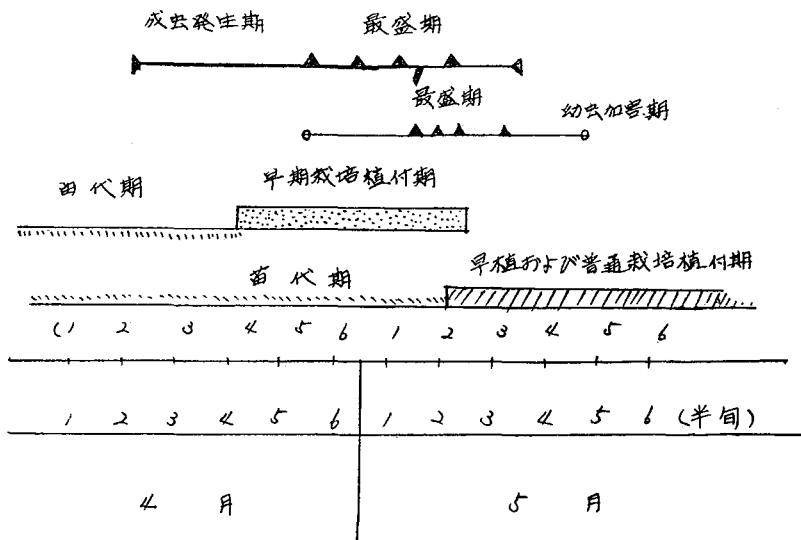 成虫発生期 最盛期
最盛期
幼虫加害期
苗代期 早期栽培植付期
苗代期 早植および普通栽培植付期
(1 2 3 4 5 6 1 2 3 4 5 6
1 2 3 4 5 6 1 2 3 4 5 6 (半旬)
4月 5月